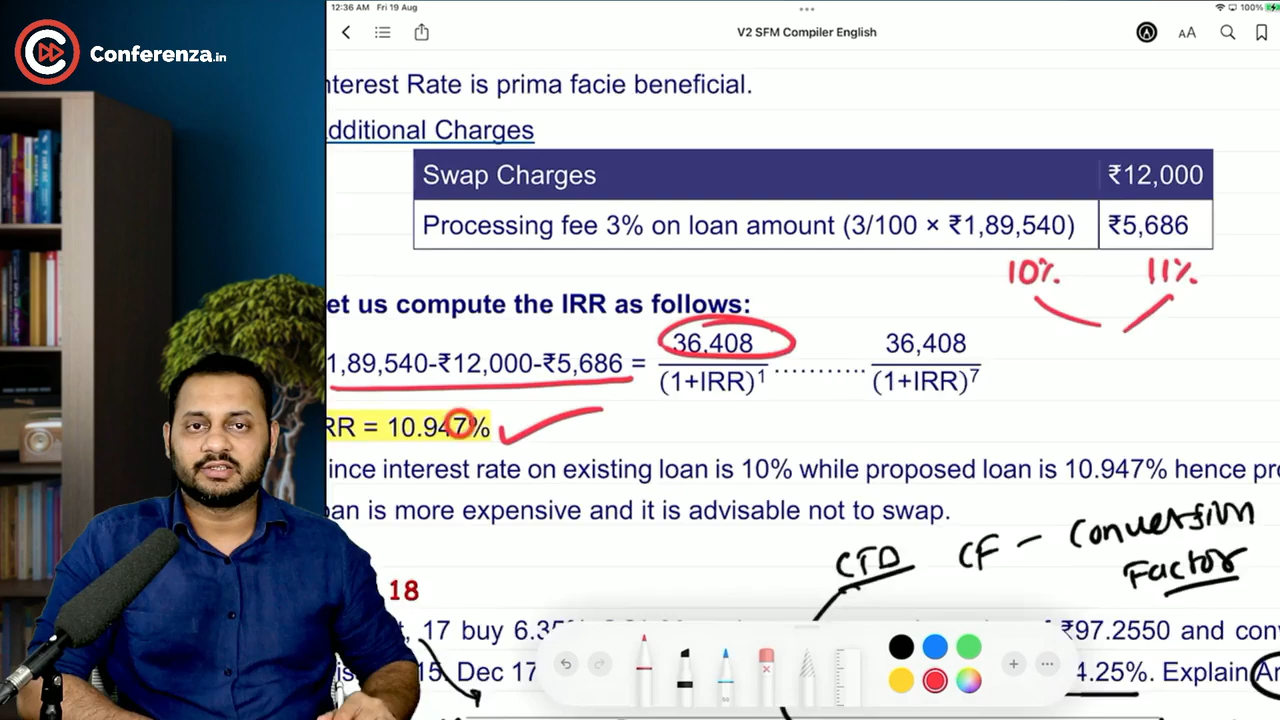 12:36 AM Fri 19 Aug
100%
V2 SFM Compiler English
AA
Conferenza.in
nterest Rate is prima facie beneficial.
dditional Charges
Swap Charges ₹12,000
Processing fee 3% on loan amount (3/100 × ₹1,89,540) ₹5,686
10% 11%
et us compute the IRR as follows:
1,89,540-₹12,000-₹5,686 = 36,408/(1+IRR)¹ ........... 36,408/(1+IRR)⁷
RR = 10.947%
ince interest rate on existing loan is 10% while proposed loan is 10.947% hence pro
oan is more expensive and it is advisable not to swap.
CTD CF - Conversion
Factor
18
, 17 buy 6.35% ₹97.2550 and con
15. Dec 17 4.25%. Explain